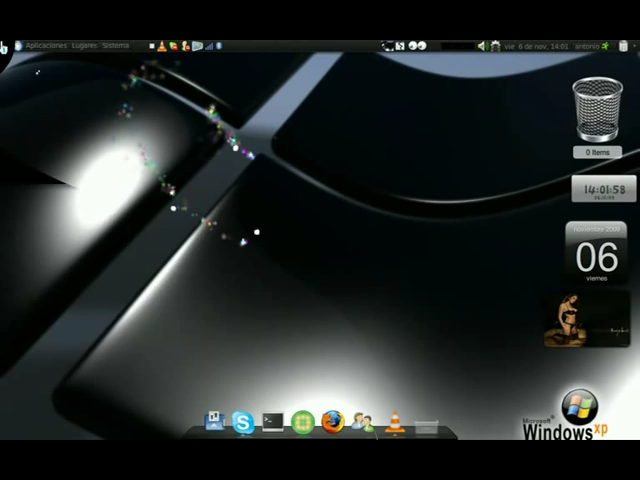 Aplicaciones Lugares Sistema
vie 6 de nov, 14:01 antonio
0 Items
14:01:58
noviembre 2009
06
viernes
Microsoft®
Windows xp